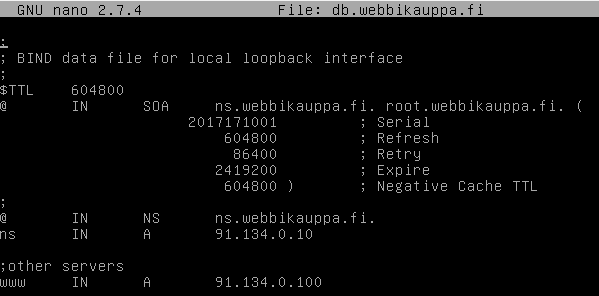 GNU nano 2.7.4 File: db.webbikauppa.fi
;
; BIND data file for local loopback interface
;
$TTL 604800
@ IN SOA ns.webbikauppa.fi. root.webbikauppa.fi. (
2017171001 ; Serial
604800 ; Refresh
86400 ; Retry
2419200 ; Expire
604800 ) ; Negative Cache TTL
;
@ IN NS ns.webbikauppa.fi.
ns IN A 91.134.0.10
;other servers
www IN A 91.134.0.100